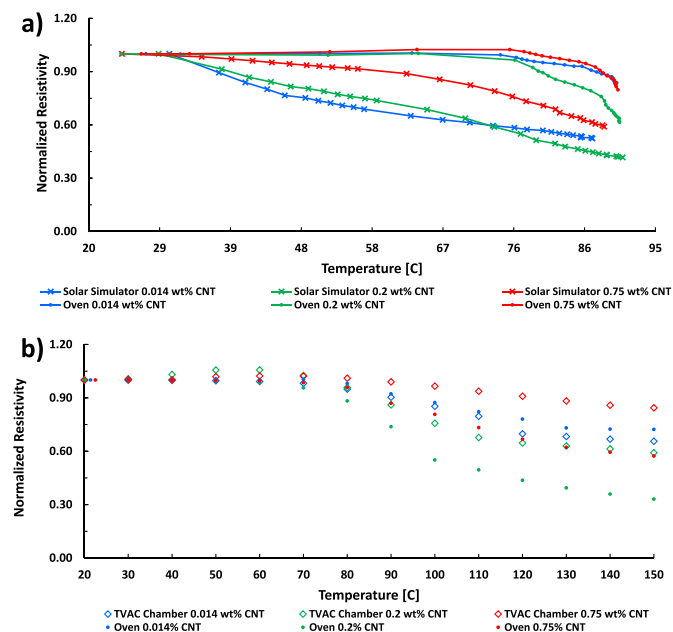 a)
1.20
0.90
0.60
0.30
0.00
Normalized Resistivity
20 29 39 48 58 67 76 86 95
Temperature [C]
Solar Simulator 0.014 wt% CNT Solar Simulator 0.2 wt% CNT Solar Simulator 0.75 wt% CNT
Oven 0.014 wt% CNT Oven 0.2 wt% CNT Oven 0.75 wt% CNT
b)
1.20
0.90
0.60
0.30
0.00
Normalized Resistivity
20 30 40 50 60 70 80 90 100 110 120 130 140 150
Temperature [C]
TVAC Chamber 0.014 wt% CNT TVAC Chamber 0.2 wt% CNT TVAC Chamber 0.75 wt% CNT
Oven 0.014% CNT Oven 0.2% CNT Oven 0.75% CNT